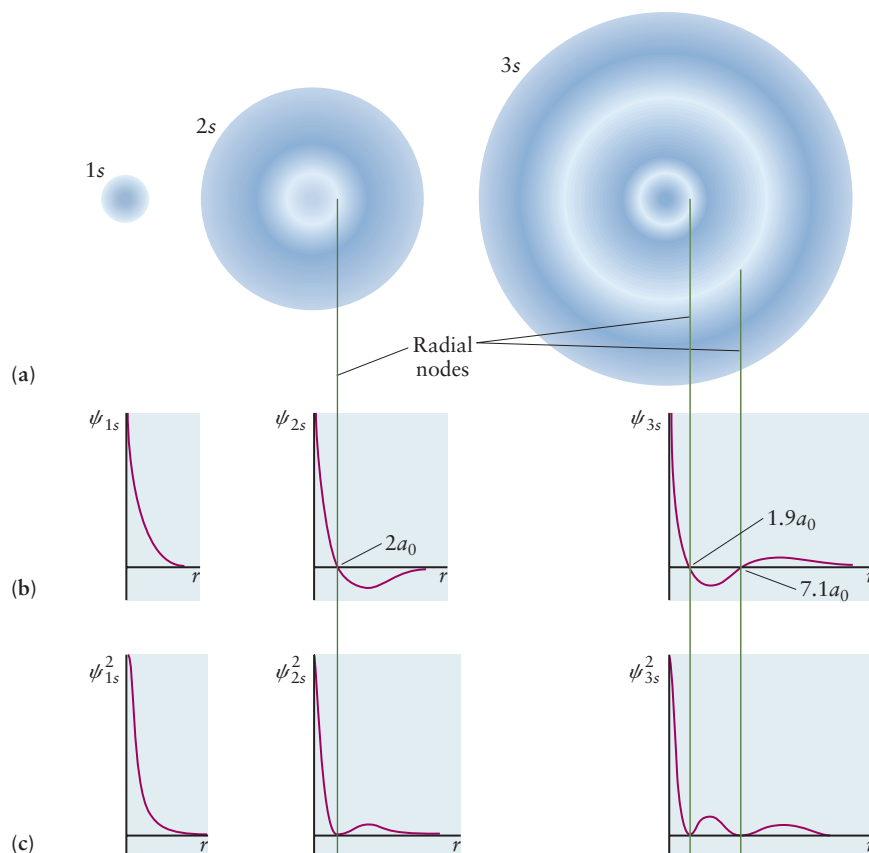 3s
2s
1s
Radial
nodes
(a)
ψ1s
ψ2s
ψ3s
1.9a0
2a0
r
r
r
7.1a0
(b)
ψ²1s
ψ²2s
ψ²3s
r
r
r
(c)